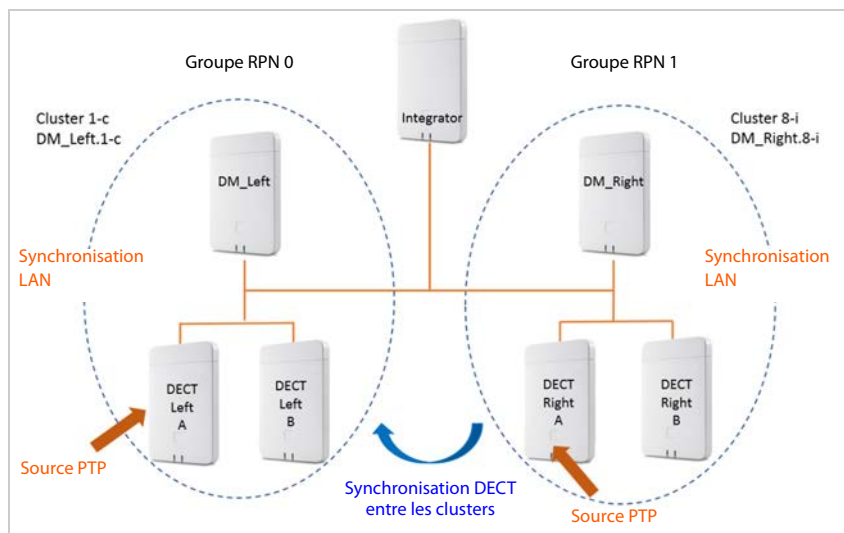 Groupe RPN 0
Groupe RPN 1
Integrator
Cluster 1-c
DM_Left.1-c
Cluster 8-i
DM_Right.8-i
DM_Left
DM_Right
Synchronisation
LAN
Synchronisation
LAN
DECT
Left
A
DECT
Left
B
DECT
Right
A
DECT
Right
B
Source PTP
Synchronisation DECT
entre les clusters
Source PTP